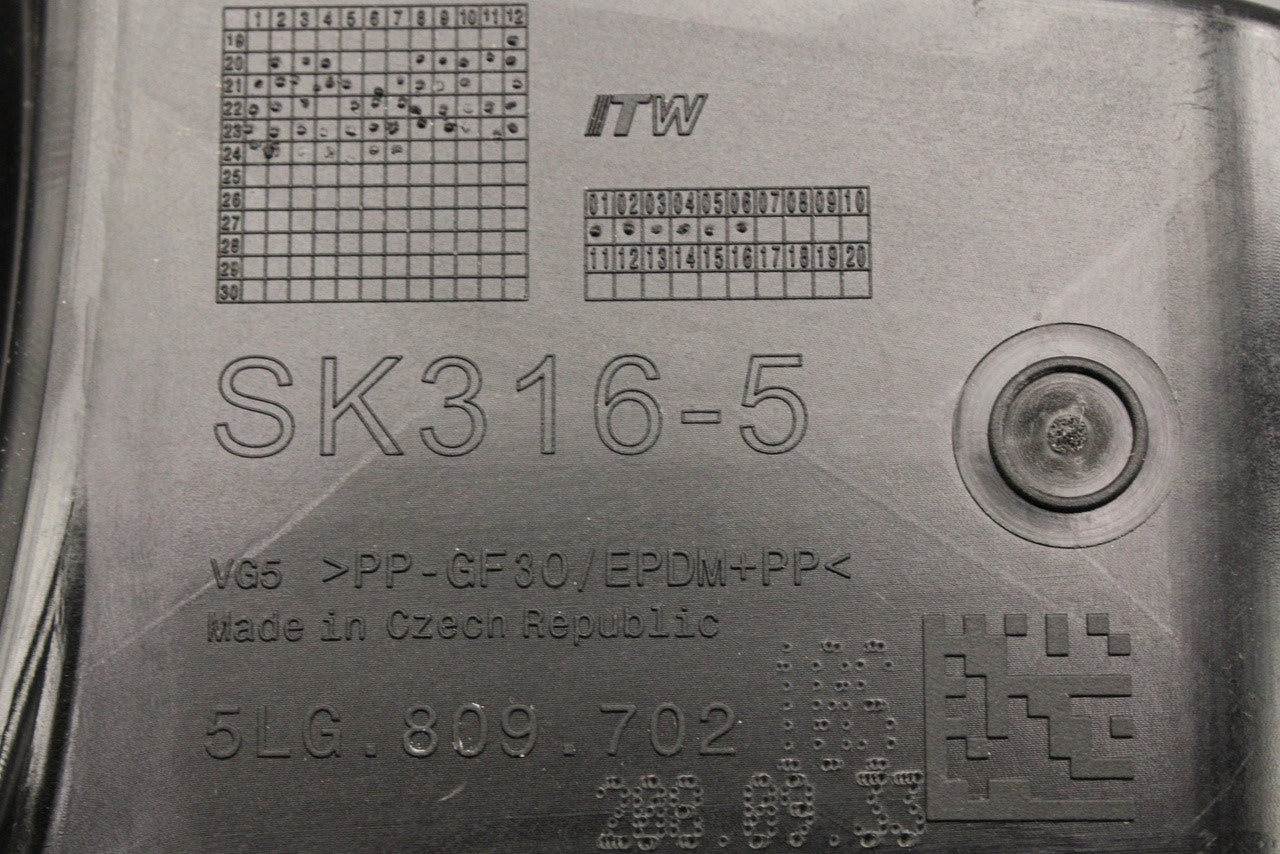 1 2 3 4 5 6 7 8 9 10 11 12
19
20
21
22
23
24
25
26
27
28
29
30
ITW
01 02 03 04 05 06 07 08 09 10
11 12 13 14 15 16 17 18 19 20
SK316-5
VG5 >PP-GF30/EPDM+PP<
Made in Czech Republic
5LG.809.702